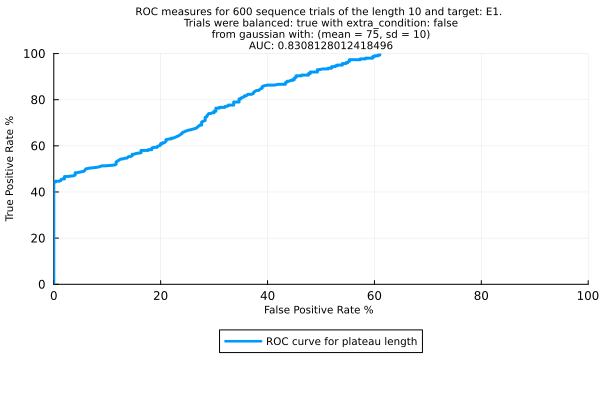 ROC measures for 600 sequence trials of the length 10 and target: E1.
Trials were balanced: true with extra_condition: false
from gaussian with: (mean = 75, sd = 10)
AUC: 0.8308128012418496
True Positive Rate %
100
80
60
40
20
0
0 20 40 60 80 100
False Positive Rate %
ROC curve for plateau length